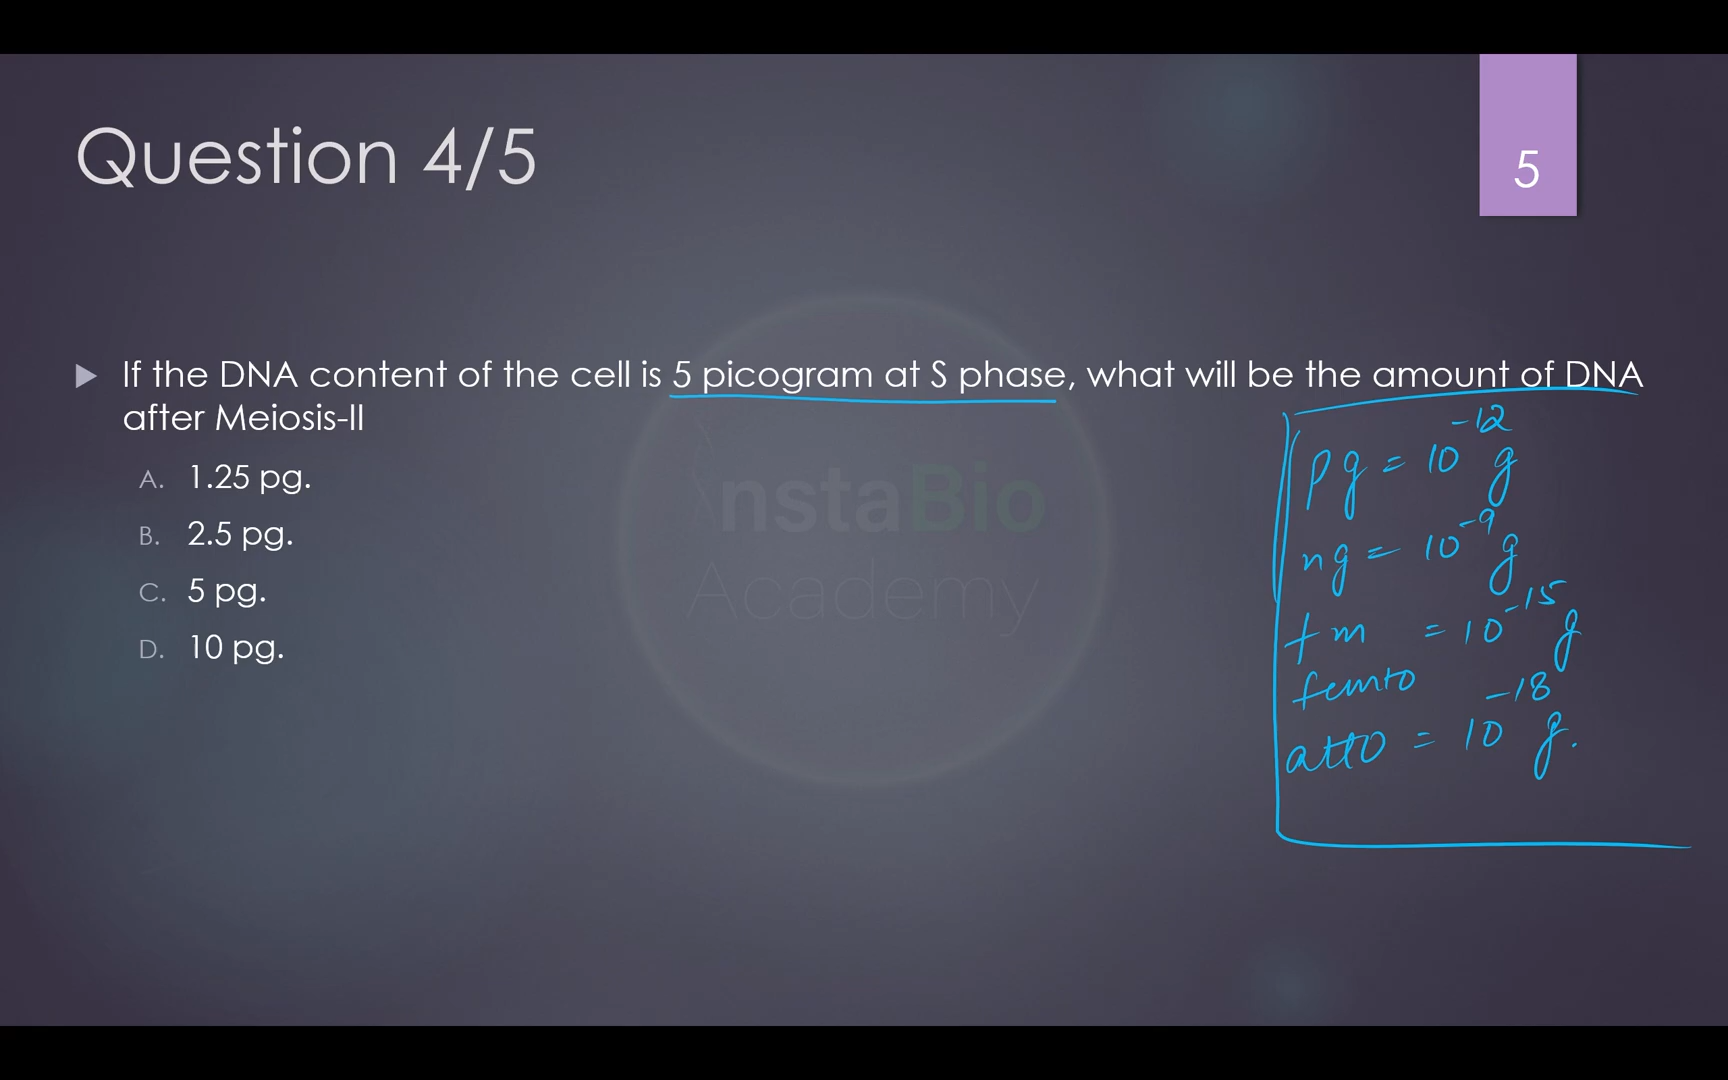 Question 4/5
5
If the DNA content of the cell is 5 picogram at S phase, what will be the amount of DNA
after Meiosis-II
A. 1.25 pg.
B. 2.5 pg.
C. 5 pg.
D. 10 pg.
pg = 10^-12 g
ng = 10^-9 g
fm = 10^-15 g
femto
atto = 10^-18 g.
nstaBio
Academy